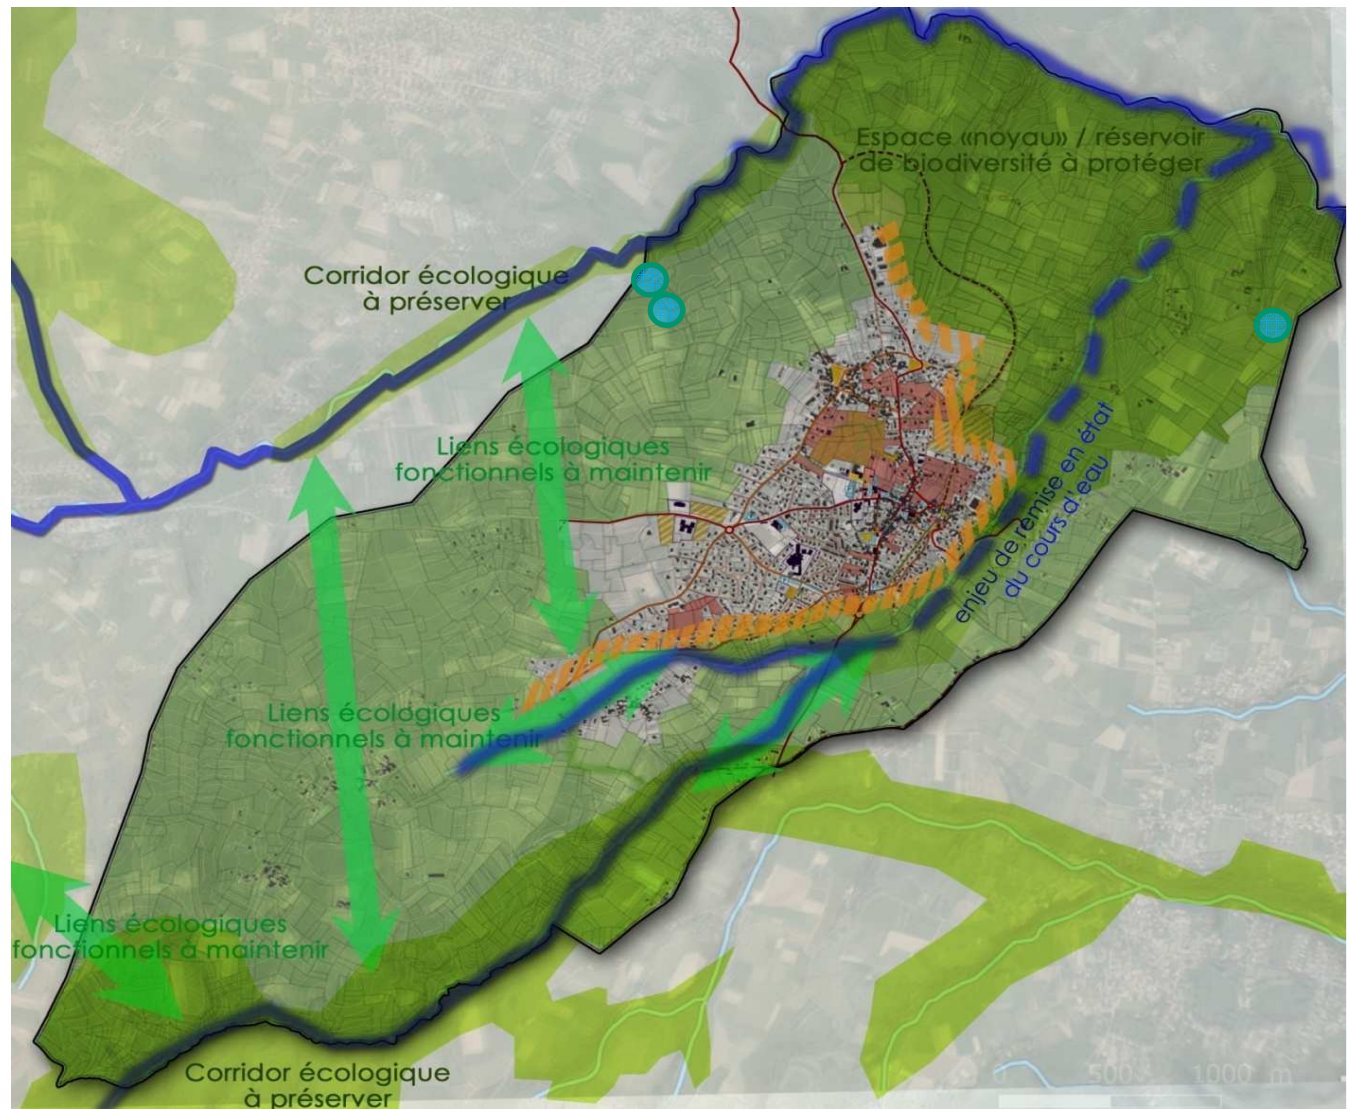 Espace «noyau» / réservoir
de biodiversité à protéger
Corridor écologique
à préserver
Liens écologiques
fonctionnels à maintenir
enjeu de remise en état
du cours d'eau
Liens écologiques
fonctionnels à maintenir
Liens écologiques
fonctionnels à maintenir
Corridor écologique
à préserver
0 500 1000 m